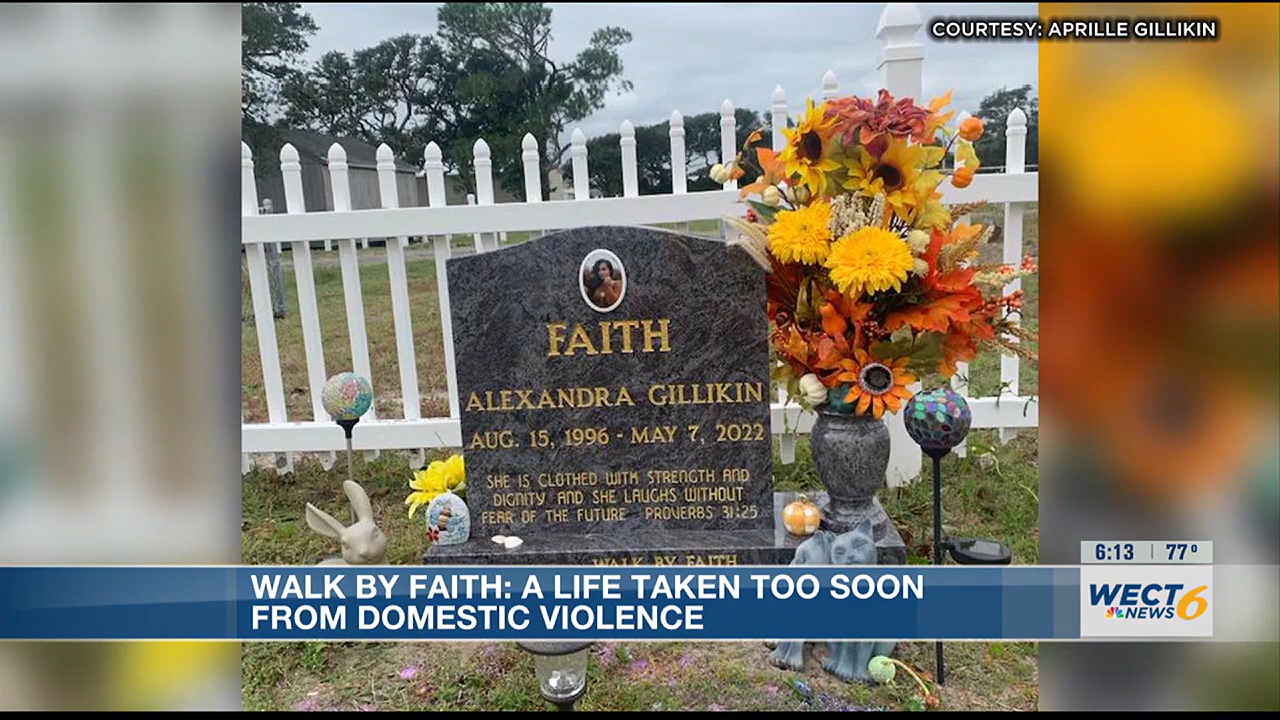 COURTESY: APRILLE GILLIKIN
FAITH
ALEXANDRA GILLIKIN
AUG. 15, 1996 - MAY 7, 2022
SHE IS CLOTHED WITH STRENGTH AND
DIGNITY AND SHE LAUGHS WITHOUT
FEAR OF THE FUTURE - PROVERBS 31:25
WALK BY FAITH
WALK BY FAITH: A LIFE TAKEN TOO SOON
FROM DOMESTIC VIOLENCE
6:13 77°
WECT 6
NEWS